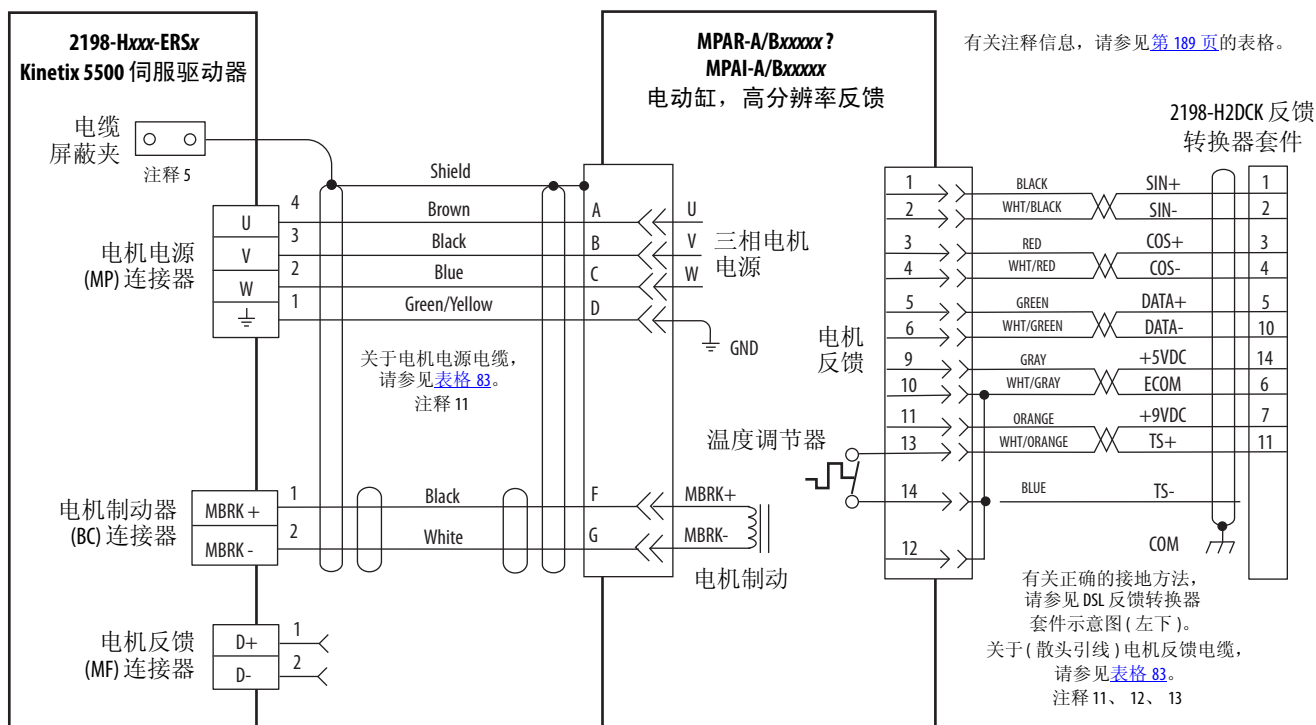 2198-Hxxx-ERSx
Kinetix 5500 伺服驱动器
MPAR-A/Bxxxxx ?
MPAI-A/Bxxxxx
电动缸，高分辨率反馈
有关注释信息，请参见第 189 页的表格。
2198-H2DCK 反馈
转换器套件
电缆
屏蔽夹
注释 5
Shield
电机电源
(MP) 连接器
U 4 Brown A U
V 3 Black B V
W 2 Blue C W
1 Green/Yellow D
三相电机
电源
GND
关于电机电源电缆，
请参见表格 83。
注释 11
电机制动器
(BC) 连接器
MBRK + 1 Black F MBRK+
MBRK - 2 White G MBRK-
电机制动
电机反馈
(MF) 连接器
D+ 1
D- 2
电机
反馈
温度调节器
1 BLACK SIN+ 1
2 WHT/BLACK SIN- 2
3 RED COS+ 3
4 WHT/RED COS- 4
5 GREEN DATA+ 5
6 WHT/GREEN DATA- 10
9 GRAY +5VDC 14
10 WHT/GRAY ECOM 6
11 ORANGE +9VDC 7
13 WHT/ORANGE TS+ 11
14 BLUE TS-
12
COM
有关正确的接地方法，
请参见 DSL 反馈转换器
套件示意图 ( 左下 )。
关于 ( 散头引线 ) 电机反馈电缆，
请参见表格 83。
注释 11、 12、 13